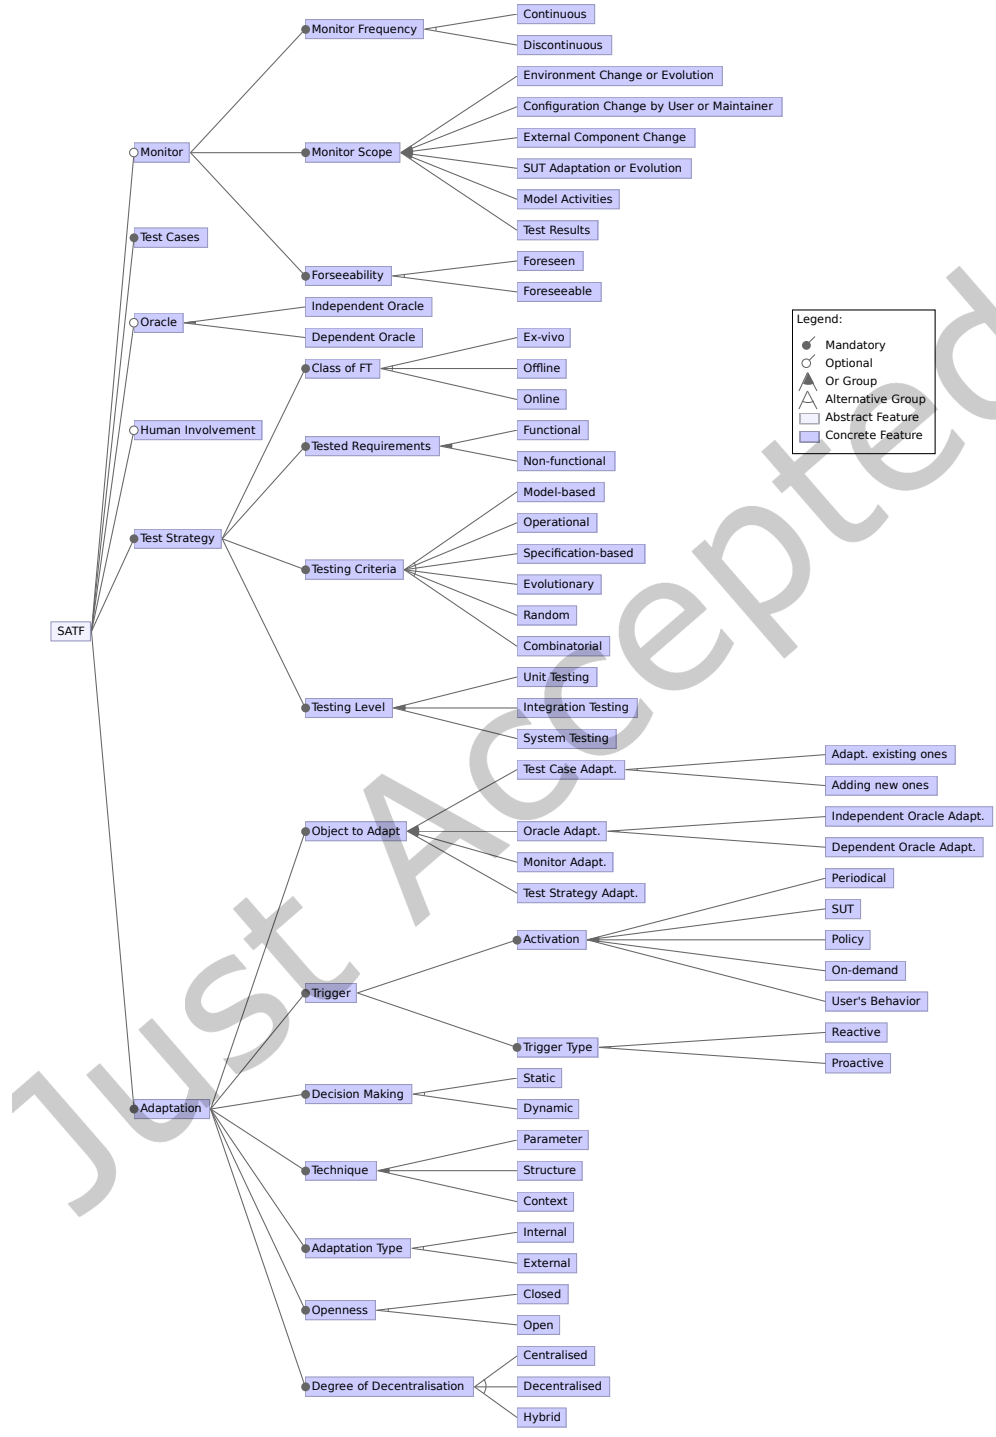 Continuous
Monitor Frequency
Discontinuous
Environment Change or Evolution
Configuration Change by User or Maintainer
External Component Change
Monitor
Monitor Scope
SUT Adaptation or Evolution
Model Activities
Test Results
Test Cases
Foreseen
Forseeability
Foreseeable
Independent Oracle
Oracle
Dependent Oracle
Ex-vivo
Class of FT
Offline
Online
Human Involvement
Functional
Tested Requirements
Non-functional
Model-based
Operational
Test Strategy
Specification-based
Testing Criteria
Evolutionary
Random
Combinatorial
SATF
Unit Testing
Testing Level
Integration Testing
System Testing
Test Case Adapt.
Adapt. existing ones
Adding new ones
Object to Adapt
Oracle Adapt.
Independent Oracle Adapt.
Dependent Oracle Adapt.
Monitor Adapt.
Test Strategy Adapt.
Periodical
SUT
Activation
Policy
On-demand
User's Behavior
Trigger
Reactive
Trigger Type
Proactive
Static
Decision Making
Dynamic
Adaptation
Parameter
Technique
Structure
Context
Internal
Adaptation Type
External
Closed
Openness
Open
Centralised
Degree of Decentralisation
Decentralised
Hybrid
Legend:
Mandatory
Optional
Or Group
Alternative Group
Abstract Feature
Concrete Feature
Just Accepted